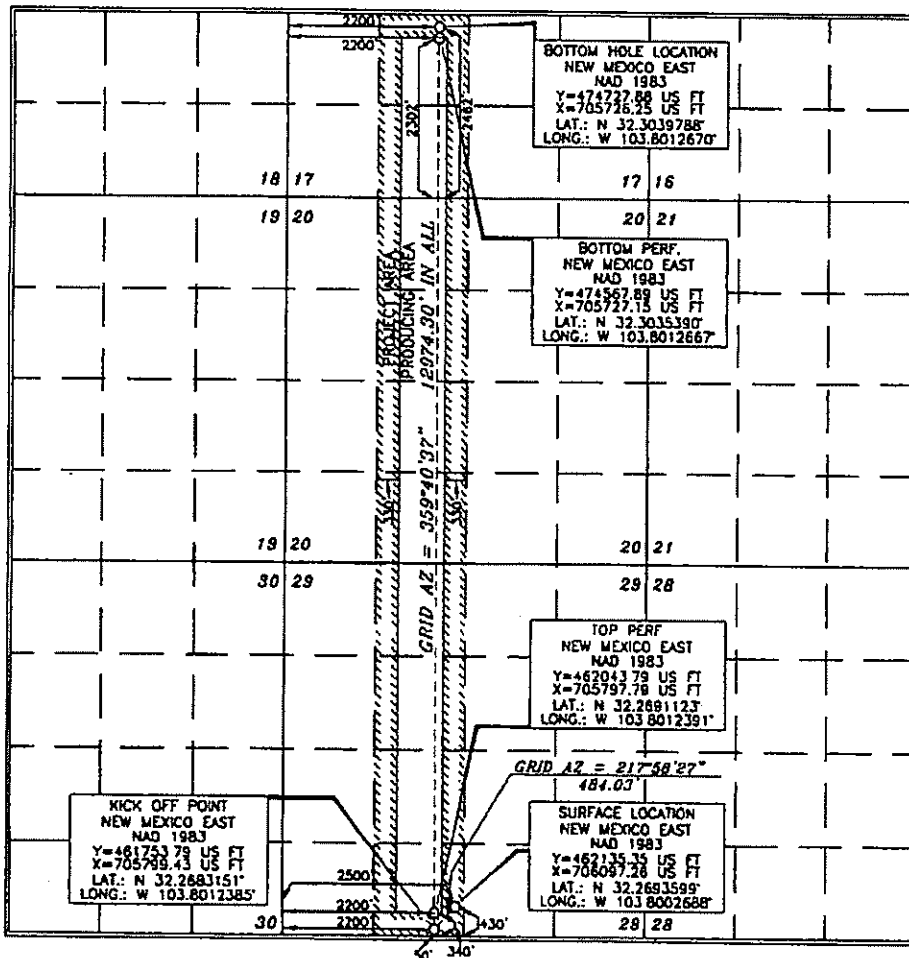 2200
2200
BOTTOM HOLE LOCATION
NEW MEXICO EAST
NAD 1983
Y=474727.88 US FT
X=705726.25 US FT
LAT.: N 32.3039788°
LONG.: W 103.8012670°
2302'
2462'
18 17
17 16
19 20
20 21
BOTTOM PERF.
NEW MEXICO EAST
NAD 1983
Y=474567.89 US FT
X=705727.15 US FT
LAT.: N 32.3035390°
LONG.: W 103.8012667°
PROJECT AREA
PRODUCING AREA
GRID AZ = 359°40'37" 12974.30' IN ALL
330'
330'
19 20
20 21
30 29
29 28
TOP PERF
NEW MEXICO EAST
NAD 1983
Y=462043.79 US FT
X=705797.79 US FT
LAT.: N 32.2691123°
LONG.: W 103.8012391°
GRID AZ = 217°58'27"
484.03'
KICK OFF POINT
NEW MEXICO EAST
NAD 1983
Y=461753.79 US FT
X=705799.43 US FT
LAT.: N 32.2683151°
LONG.: W 103.8012385°
SURFACE LOCATION
NEW MEXICO EAST
NAD 1983
Y=462135.35 US FT
X=706097.26 US FT
LAT.: N 32.2693599°
LONG.: W 103.8002688°
2500
2200
2200
30
430'
29 28
50'
340'